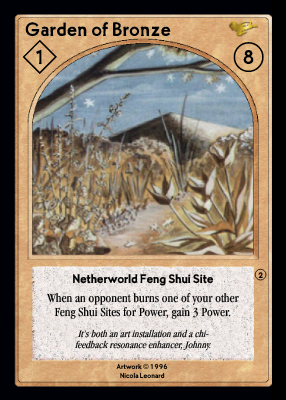 Garden of Bronze
1
8
2
Netherworld Feng Shui Site
When an opponent burns one of your other
Feng Shui Sites for Power, gain 3 Power.
It's both an art installation and a chi-
feedback resonance enhancer, Johnny.
Artwork © 1996
Nicola Leonard